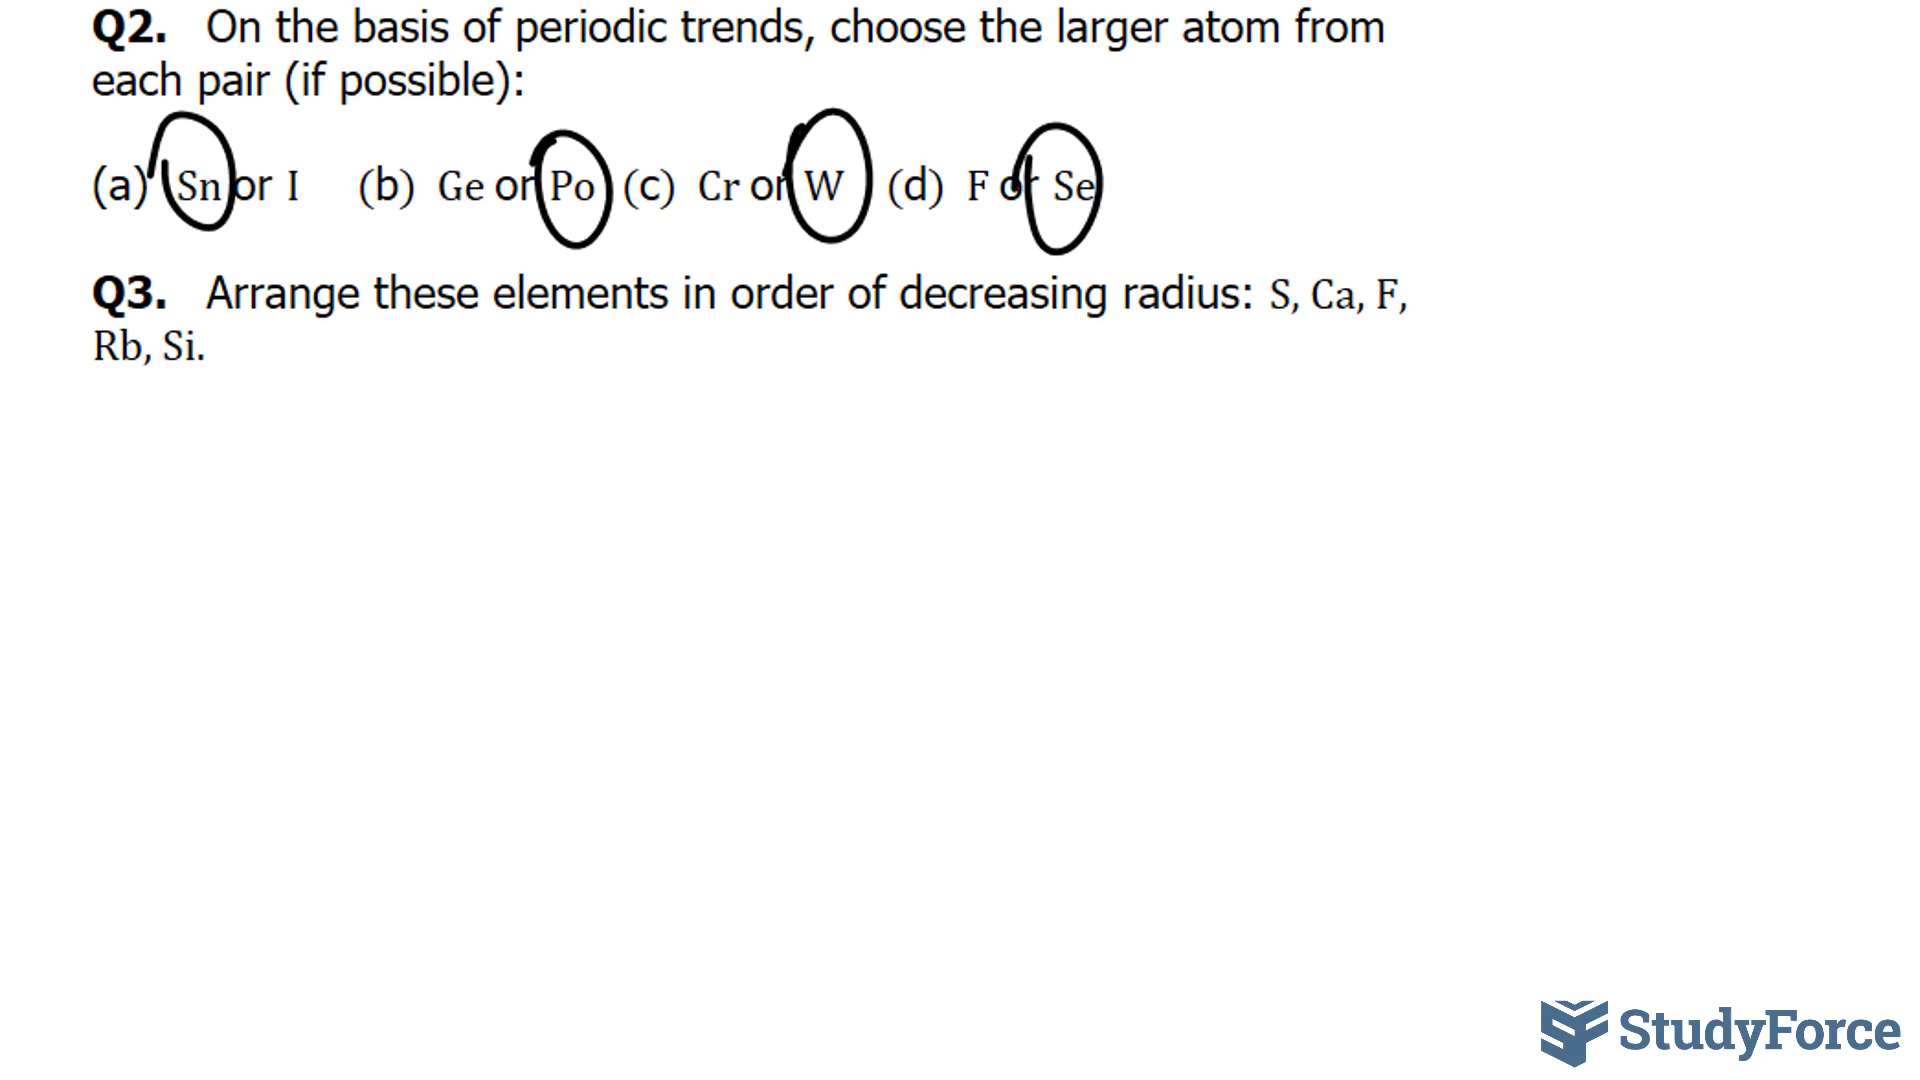 Q2. On the basis of periodic trends, choose the larger atom from
each pair (if possible):
(a) Sn or I (b) Ge or Po (c) Cr or W (d) F or Se
Q3. Arrange these elements in order of decreasing radius: S, Ca, F,
Rb, Si.
StudyForce